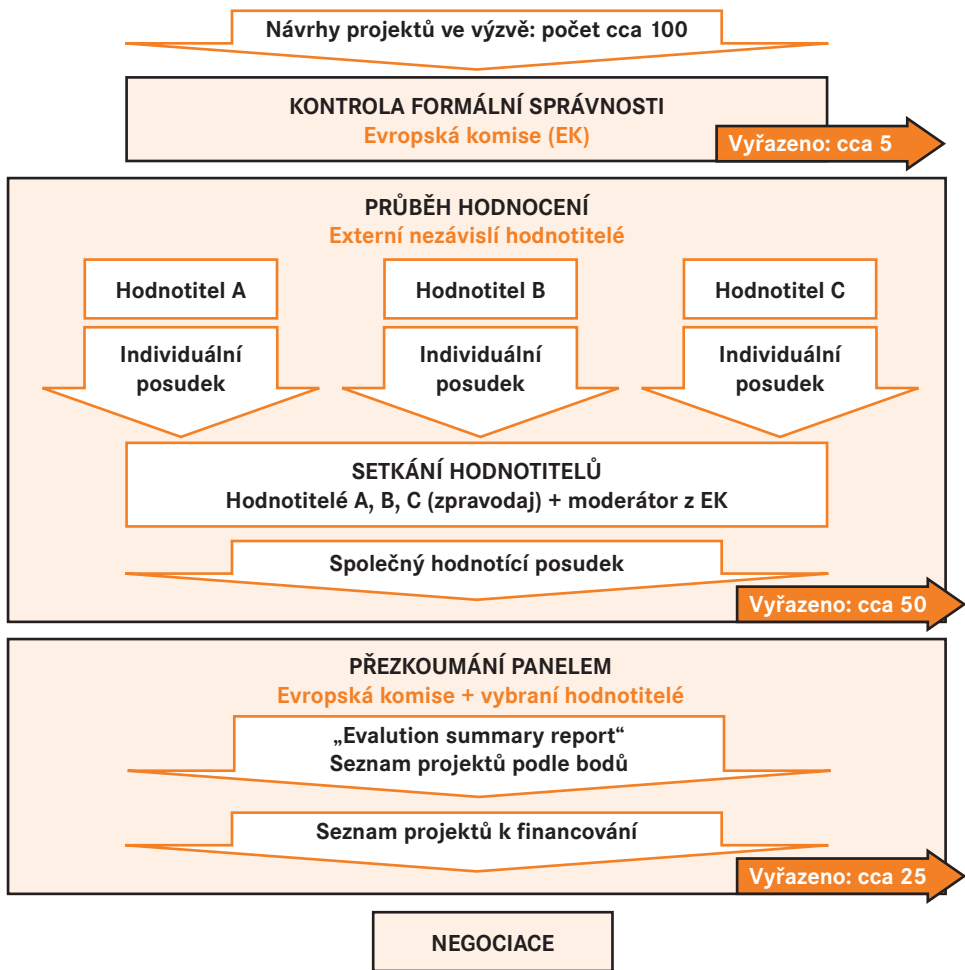 Návrhy projektů ve výzvě: počet cca 100
KONTROLA FORMÁLNÍ SPRÁVNOSTI
Evropská komise (EK)
Vyřazeno: cca 5
PRŮBĚH HODNOCENÍ
Externí nezávislí hodnotitelé
Hodnotitel A
Hodnotitel B
Hodnotitel C
Individuální
posudek
Individuální
posudek
Individuální
posudek
SETKÁNÍ HODNOTITELŮ
Hodnotitelé A, B, C (zpravodaj) + moderátor z EK
Společný hodnotící posudek
Vyřazeno: cca 50
PŘEZKOUMÁNÍ PANELEM
Evropská komise + vybraní hodnotitelé
„Evalution summary report“
Seznam projektů podle bodů
Seznam projektů k financování
Vyřazeno: cca 25
NEGOCIACE